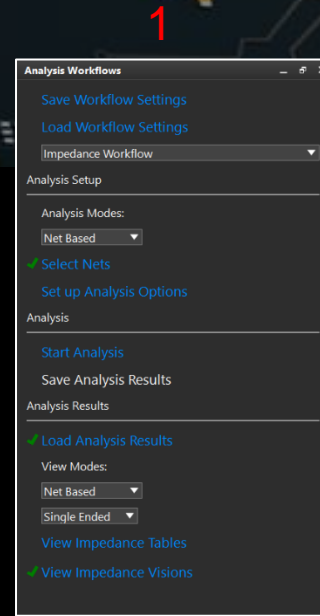 1
Analysis Workflows
Save Workflow Settings
Load Workflow Settings
Impedance Workflow
Analysis Setup
Analysis Modes:
Net Based
Select Nets
Set up Analysis Options
Analysis
Start Analysis
Save Analysis Results
Analysis Results
Load Analysis Results
View Modes:
Net Based
Single Ended
View Impedance Tables
View Impedance Visions